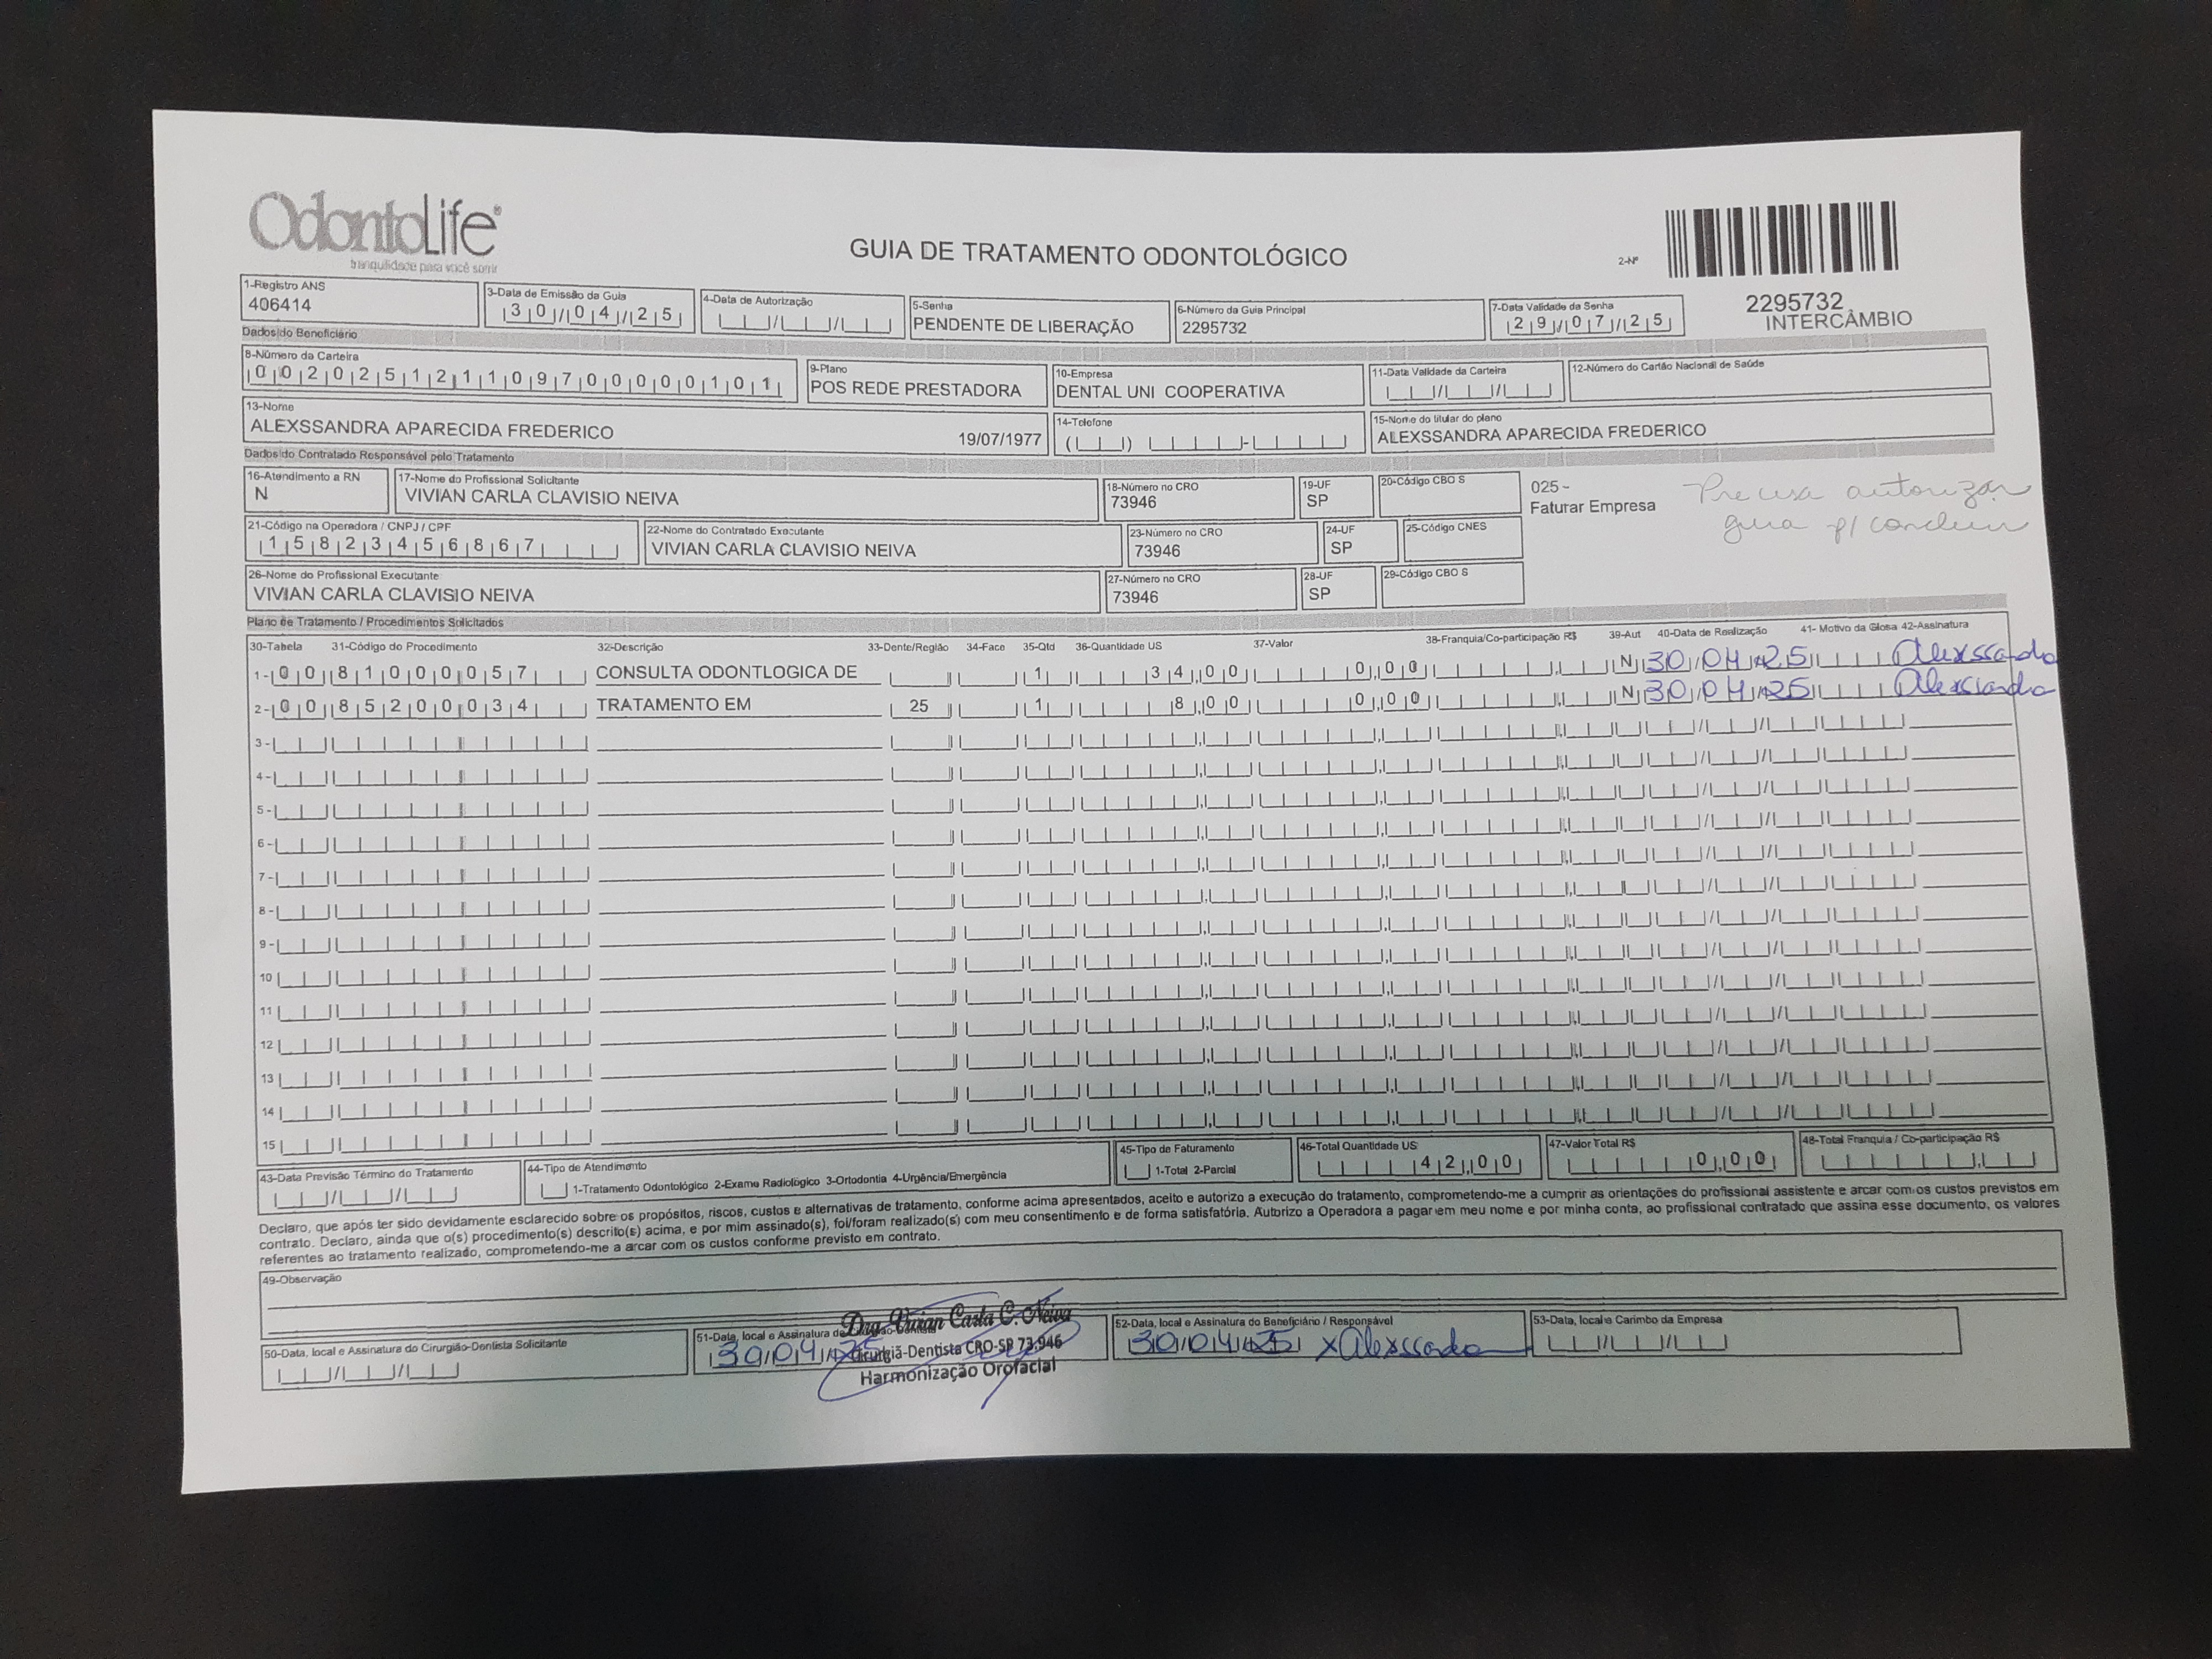 OdontoLife®
tranquilidade para você sorrir
GUIA DE TRATAMENTO ODONTOLÓGICO
2-Nº
2295732
INTERCÂMBIO
1-Registro ANS
406414
3-Data de Emissão da Guia
30/04/25
4-Data de Autorização
5-Senha
PENDENTE DE LIBERAÇÃO
6-Número da Guia Principal
2295732
7-Data Validade da Senha
29/07/25
Dados do Beneficiário
8-Número da Carteira
00202512110970000101
9-Plano
POS REDE PRESTADORA
10-Empresa
DENTAL UNI COOPERATIVA
11-Data Validade da Carteira
12-Número do Cartão Nacional de Saúde
13-Nome
ALEXSSANDRA APARECIDA FREDERICO 19/07/1977
14-Telefone
15-Nome do titular do plano
ALEXSSANDRA APARECIDA FREDERICO
Dados do Contratado Responsável pelo Tratamento
16-Atendimento a RN
N
17-Nome do Profissional Solicitante
VIVIAN CARLA CLAVISIO NEIVA
18-Número no CRO
73946
19-UF
SP
20-Código CBO S
025 -
Faturar Empresa
Precisa autorizar
guia p/ concluir
21-Código na Operadora / CNPJ / CPF
15823456867
22-Nome do Contratado Executante
VIVIAN CARLA CLAVISIO NEIVA
23-Número no CRO
73946
24-UF
SP
25-Código CNES
26-Nome do Profissional Executante
VIVIAN CARLA CLAVISIO NEIVA
27-Número no CRO
73946
28-UF
SP
29-Código CBO S
Plano de Tratamento / Procedimentos Solicitados
30-Tabela 31-Código do Procedimento 32-Descrição 33-Dente/Região 34-Face 35-Qtd 36-Quantidade US 37-Valor 38-Franquia/Co-participação R$ 39-Aut 40-Data de Realização 41- Motivo da Glosa 42-Assinatura
1- 00 81000057 CONSULTA ODONTLOGICA DE 1 34,00 0,00 N 30/04/25 Alexssandra
2- 00 85200034 TRATAMENTO EM 25 1 8,00 0,00 N 30/04/25 Alexssandra
3-
4-
5-
6-
7-
8-
9-
10
11
12
13
14
15
43-Data Previsão Término do Tratamento
44-Tipo de Atendimento
1-Tratamento Odontológico 2-Exame Radiológico 3-Ortodontia 4-Urgência/Emergência
45-Tipo de Faturamento
1-Total 2-Parcial
46-Total Quantidade US
42,00
47-Valor Total R$
0,00
48-Total Franquia / Co-participação R$
Declaro, que após ter sido devidamente esclarecido sobre os propósitos, riscos, custos e alternativas de tratamento, conforme acima apresentados, aceito e autorizo a execução do tratamento, comprometendo-me a cumprir as orientações do profissional assistente e arcar com os custos previstos em
contrato. Declaro, ainda que o(s) procedimento(s) descrito(s) acima, e por mim assinado(s), foi/foram realizado(s) com meu consentimento e de forma satisfatória. Autorizo a Operadora a pagar em meu nome e por minha conta, ao profissional contratado que assina esse documento, os valores
referentes ao tratamento realizado, comprometendo-me a arcar com os custos conforme previsto em contrato.
49-Observação
50-Data, local e Assinatura do Cirurgião-Dentista Solicitante
51-Data, local e Assinatura do Cirurgião-Dentista
30/04/25
Dra. Vivian Carla C. Neiva
Cirurgiã-Dentista CRO-SP 73.946
Harmonização Orofacial
52-Data, local e Assinatura do Beneficiário / Responsável
30/04/25 x Alexssandra
53-Data, local e Carimbo da Empresa